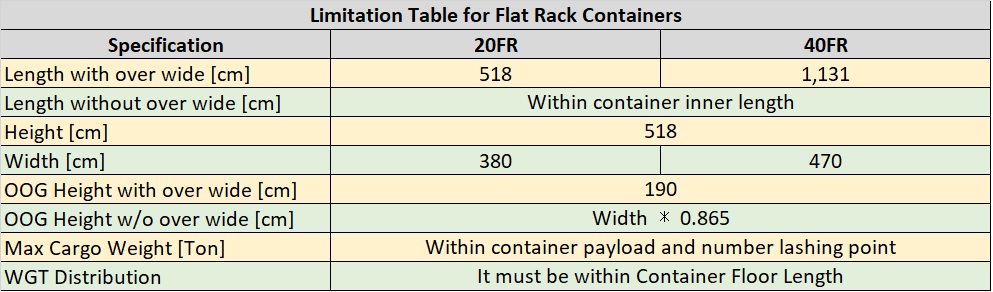 Limitation Table for Flat Rack Containers
Specification 20FR 40FR
Length with over wide [cm] 518 1,131
Length without over wide [cm] Within container inner length
Height [cm] 518
Width [cm] 380 470
OOG Height with over wide [cm] 190
OOG Height w/o over wide [cm] Width * 0.865
Max Cargo Weight [Ton] Within container payload and number lashing point
WGT Distribution It must be within Container Floor Length